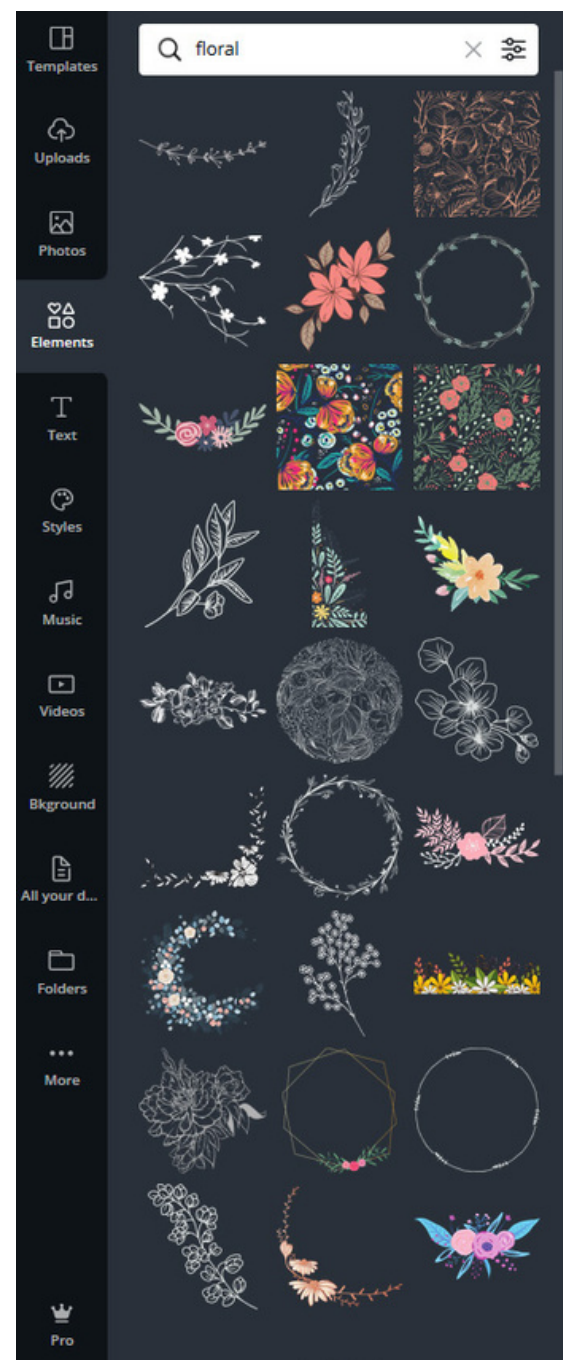 floral
Templates
Uploads
Photos
Elements
Text
Styles
Music
Videos
Bkground
All your d...
Folders
More
Pro